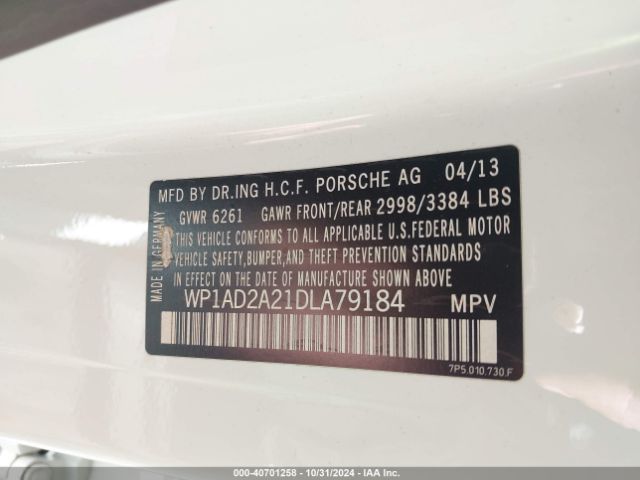 MFD BY DR.ING H.C.F. PORSCHE AG 04/13
GVWR 6261 GAWR FRONT/REAR 2998/3384 LBS
THIS VEHICLE CONFORMS TO ALL APPLICABLE U.S.FEDERAL MOTOR
VEHICLE SAFETY,BUMPER,AND THEFT PREVENTION STANDARDS
IN EFFECT ON THE DATE OF MANUFACTURE SHOWN ABOVE
WP1AD2A21DLA79184 MPV
MADE IN GERMANY
7P5.010.730.F
000-40701258 - 10/31/2024 - IAA Inc.